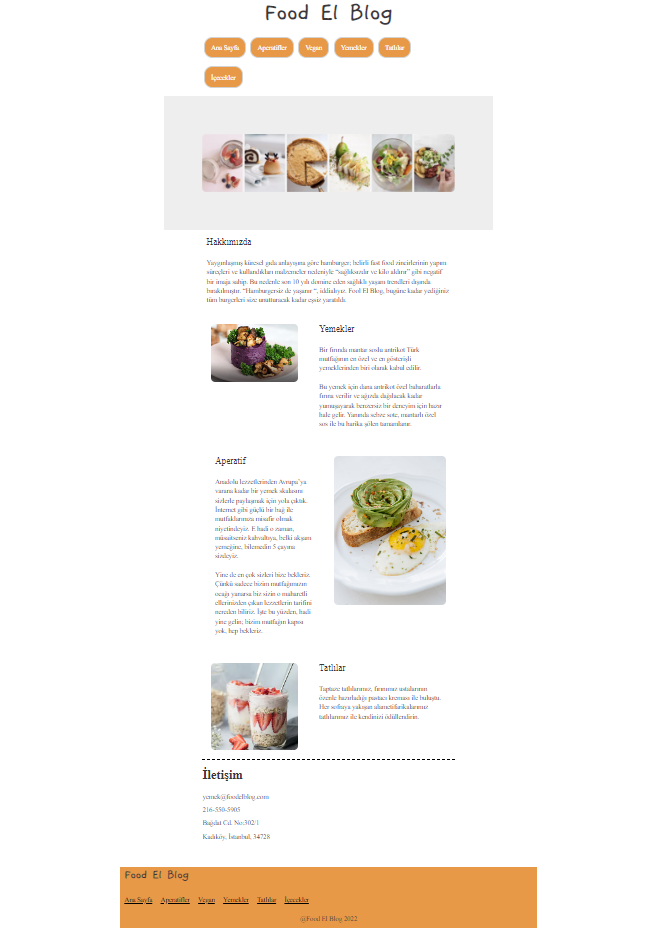 Food El Blog
Ana Sayfa Aperatifler Vegan Yemekler Tatlılar
İçecekler
Hakkımızda
Yaygınlaşmış küresel gıda anlayışına göre hamburger; belirli fast food zincirlerinin yapım
süreçleri ve kullandıkları malzemeler nedeniyle “sağlıksızdır ve kilo aldırır” gibi negatif
bir imaja sahip. Bu nedenle son 10 yılı domine eden sağlıklı yaşam trendleri dışında
bırakılmıştır. “Hamburgersiz de yaşanır “, iddialıyız. Fool El Blog, bugüne kadar yediğiniz
tüm burgerleri size unutturacak kadar eşsiz yaratıldı.
Yemekler
Bir fırında mantar soslu antrikot Türk
mutfağının en özel ve en gösterişli
yemeklerinden biri olarak kabul edilir.
Bu yemek için dana antrikot özel baharatlarla
fırına verilir ve ağızda dağılacak kadar
yumuşayarak benzersiz bir deneyim için hazır
hale gelir. Yanında sebze sote, mantarlı özel
sos ile bu harika şölen tamamlanır.
Aperatif
Anadolu lezzetlerinden Avrupa’ya
varana kadar bir yemek skalasını
sizlerle paylaşmak için yola çıktık.
İnternet gibi güçlü bir bağ ile
mutfaklarınıza misafir olmak
niyetindeyiz. E hadi o zaman,
müsaitseniz kahvaltıya, belki akşam
yemeğine, bilemedin 5 çayına
sizdeyiz.
Yine de en çok sizleri bize bekleriz.
Çünkü sadece bizim mutfağımızın
ocağı yanarsa biz sizin o maharetli
ellerinizden çıkan lezzetlerin tarifini
nereden biliriz. İşte bu yüzden, hadi
yine gelin; bizim mutfağın kapısı
yok, hep bekleriz.
Tatlılar
Taptaze tatlılarımız, fırınımız ustalarının
özenle hazırladığı pastacı kreması ile buluştu.
Her sofraya yakışan alametifarikalarımız
tatlılarımız ile kendinizi ödüllendirin.
İletişim
yemek@foodelblog.com
216-550-5905
Bağdat Cd. No:302/1
Kadıköy, İstanbul, 34728
Food El Blog
Ana Sayfa Aperatifler Vegan Yemekler Tatlılar İçecekler
@Food El Blog 2022